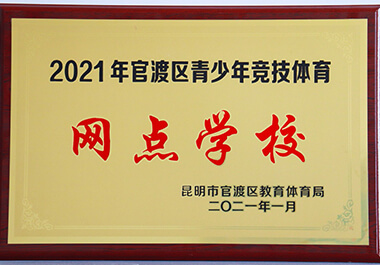 2021年官渡区青少年竞技体育
网点学校
昆明市官渡区教育体育局
二〇二一年一月